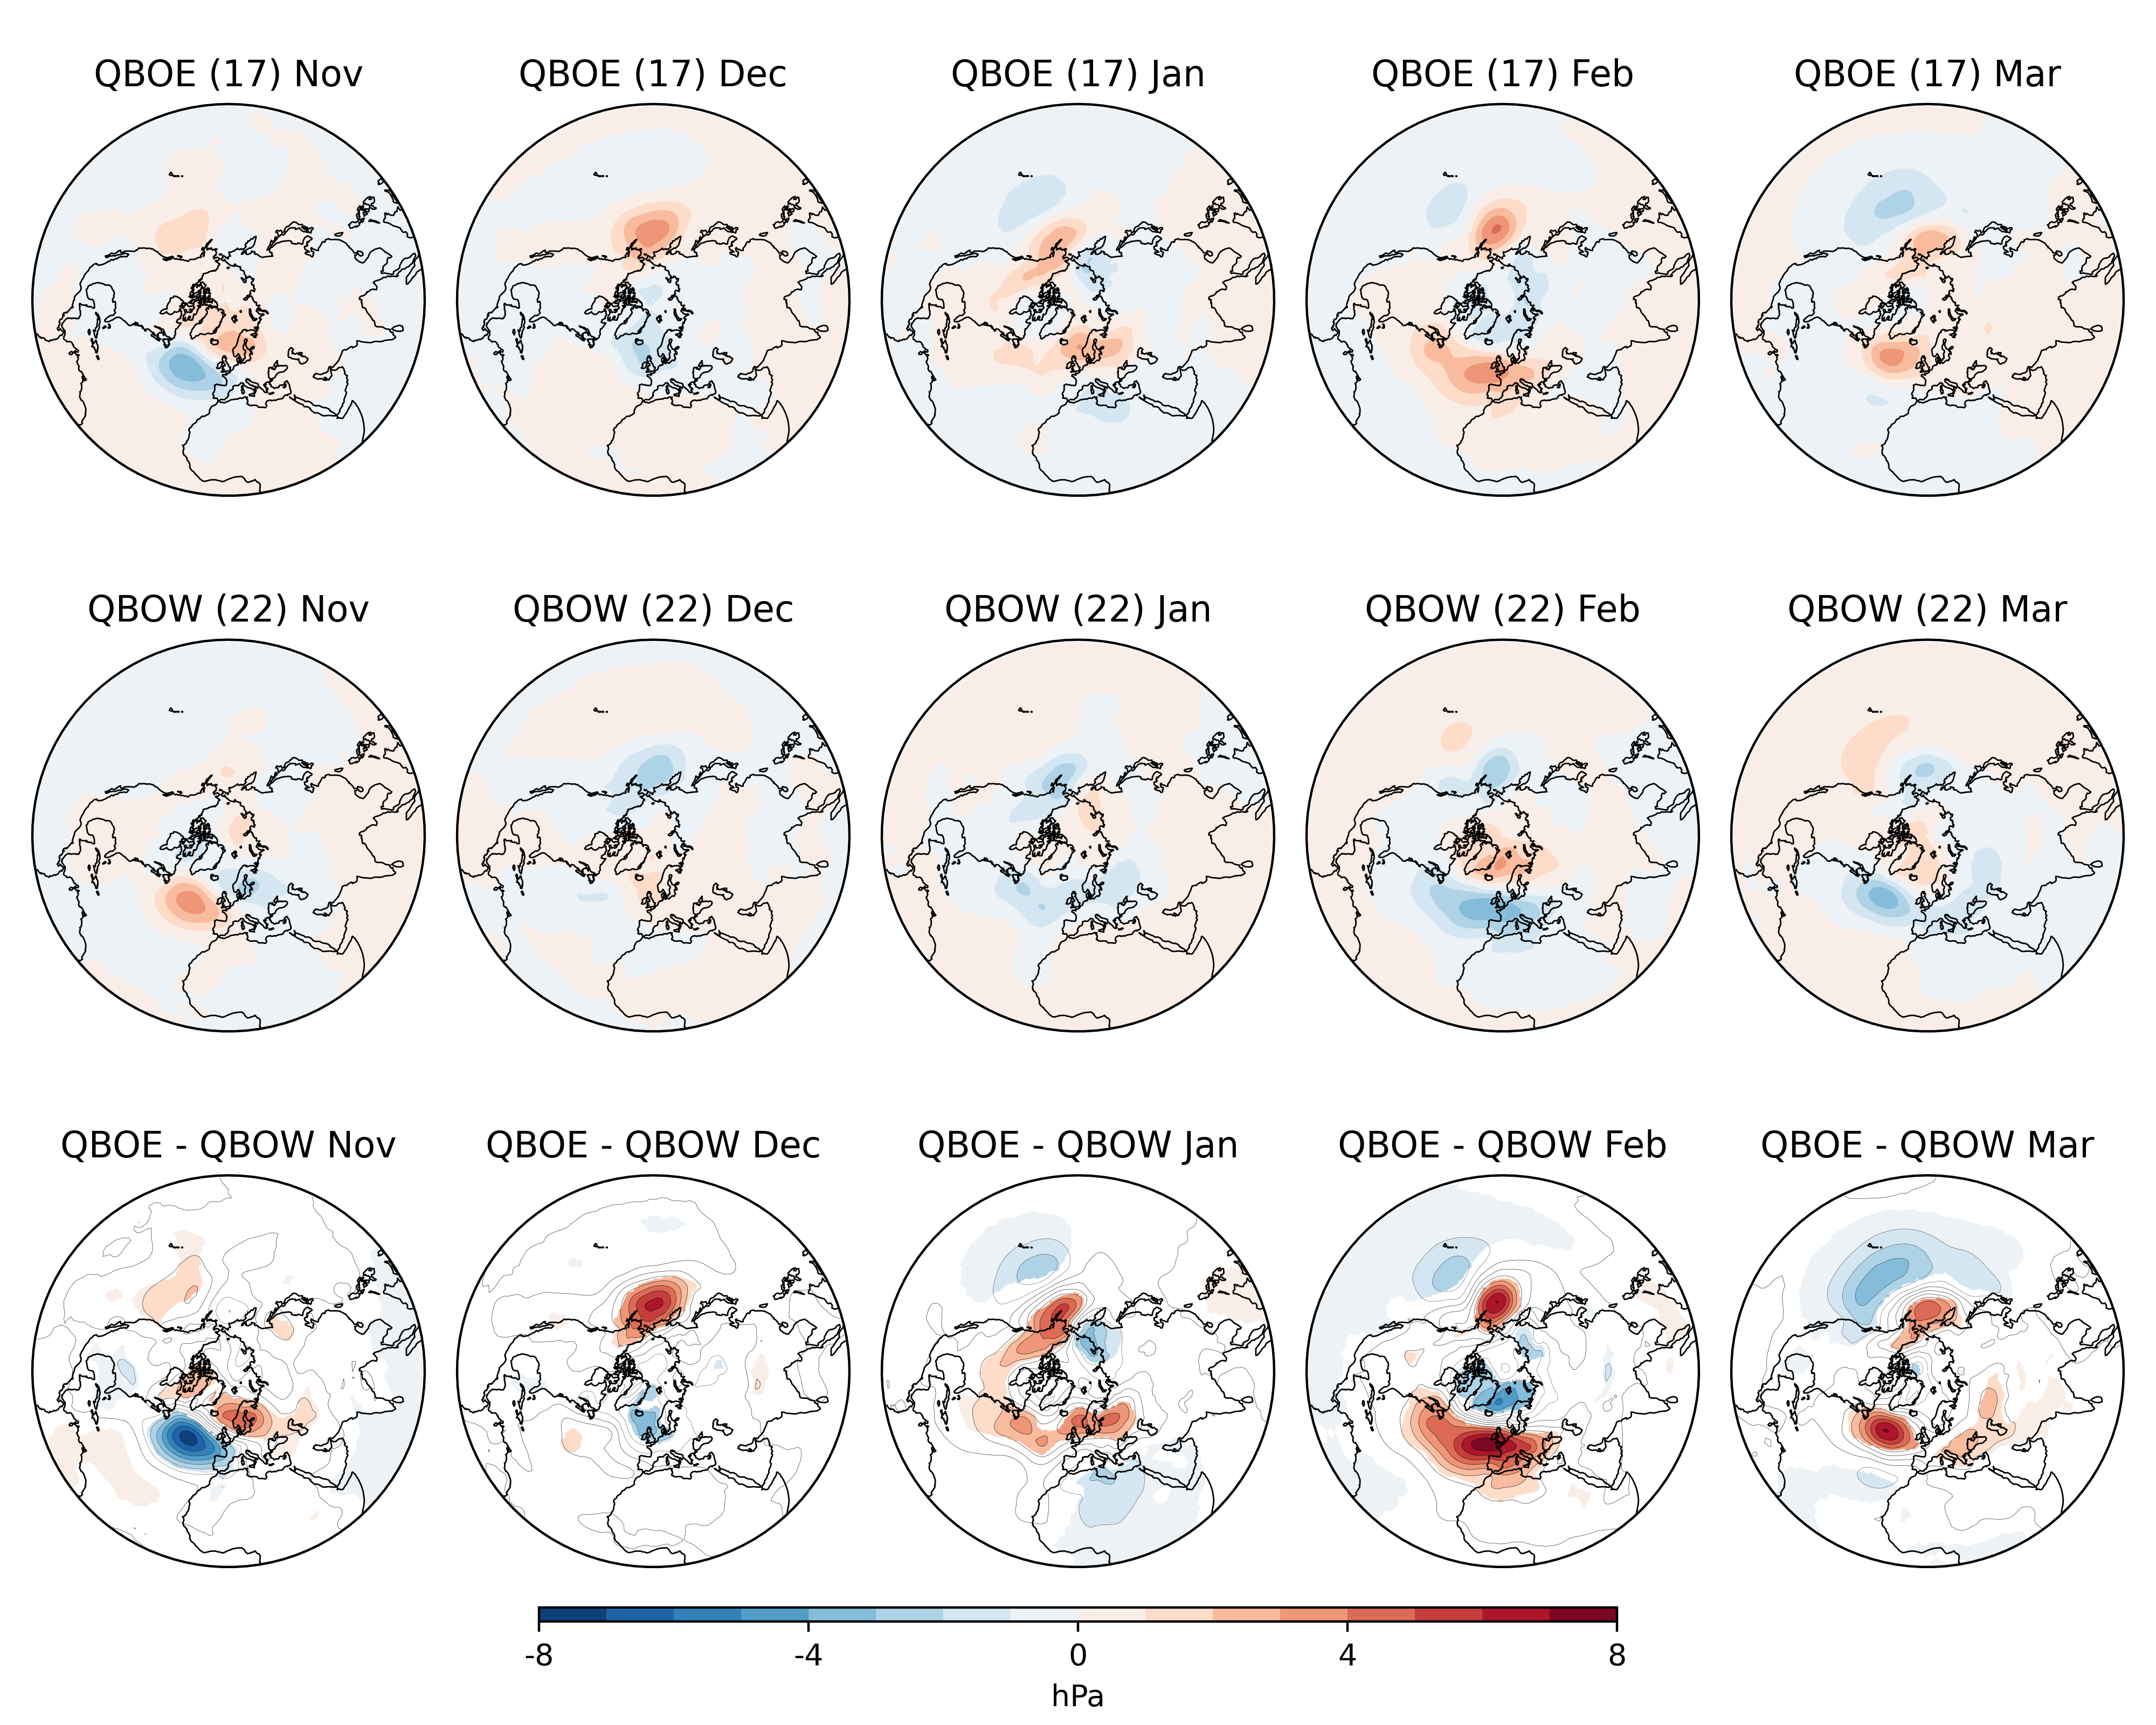 QBOE (17) Nov
QBOE (17) Dec
QBOE (17) Jan
QBOE (17) Feb
QBOE (17) Mar
QBOW (22) Nov
QBOW (22) Dec
QBOW (22) Jan
QBOW (22) Feb
QBOW (22) Mar
QBOE - QBOW Nov
QBOE - QBOW Dec
QBOE - QBOW Jan
QBOE - QBOW Feb
QBOE - QBOW Mar
-8 -4 0 4 8
hPa